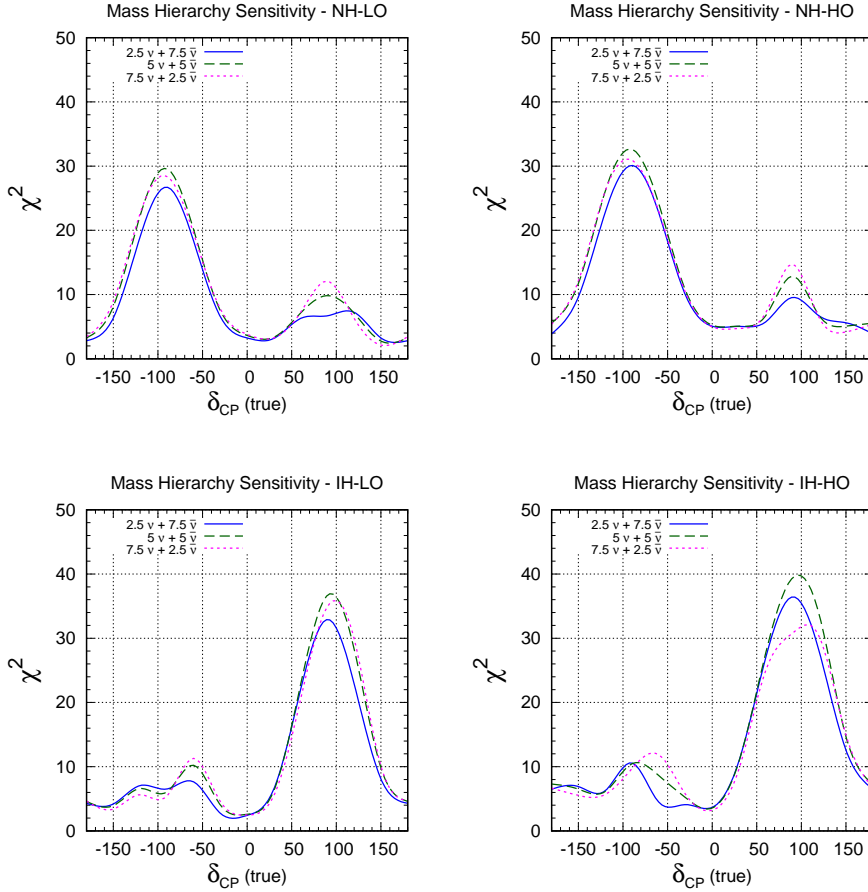 Mass Hierarchy Sensitivity - NH-LO
50
40
30
20
10
0
χ²
2.5 ν + 7.5 ν̄
5 ν + 5 ν̄
7.5 ν + 2.5 ν̄
-150 -100 -50 0 50 100 150
δCP (true)
Mass Hierarchy Sensitivity - NH-HO
50
40
30
20
10
0
χ²
2.5 ν + 7.5 ν̄
5 ν + 5 ν̄
7.5 ν + 2.5 ν̄
-150 -100 -50 0 50 100 150
δCP (true)
Mass Hierarchy Sensitivity - IH-LO
50
40
30
20
10
0
χ²
2.5 ν + 7.5 ν̄
5 ν + 5 ν̄
7.5 ν + 2.5 ν̄
-150 -100 -50 0 50 100 150
δCP (true)
Mass Hierarchy Sensitivity - IH-HO
50
40
30
20
10
0
χ²
2.5 ν + 7.5 ν̄
5 ν + 5 ν̄
7.5 ν + 2.5 ν̄
-150 -100 -50 0 50 100 150
δCP (true)